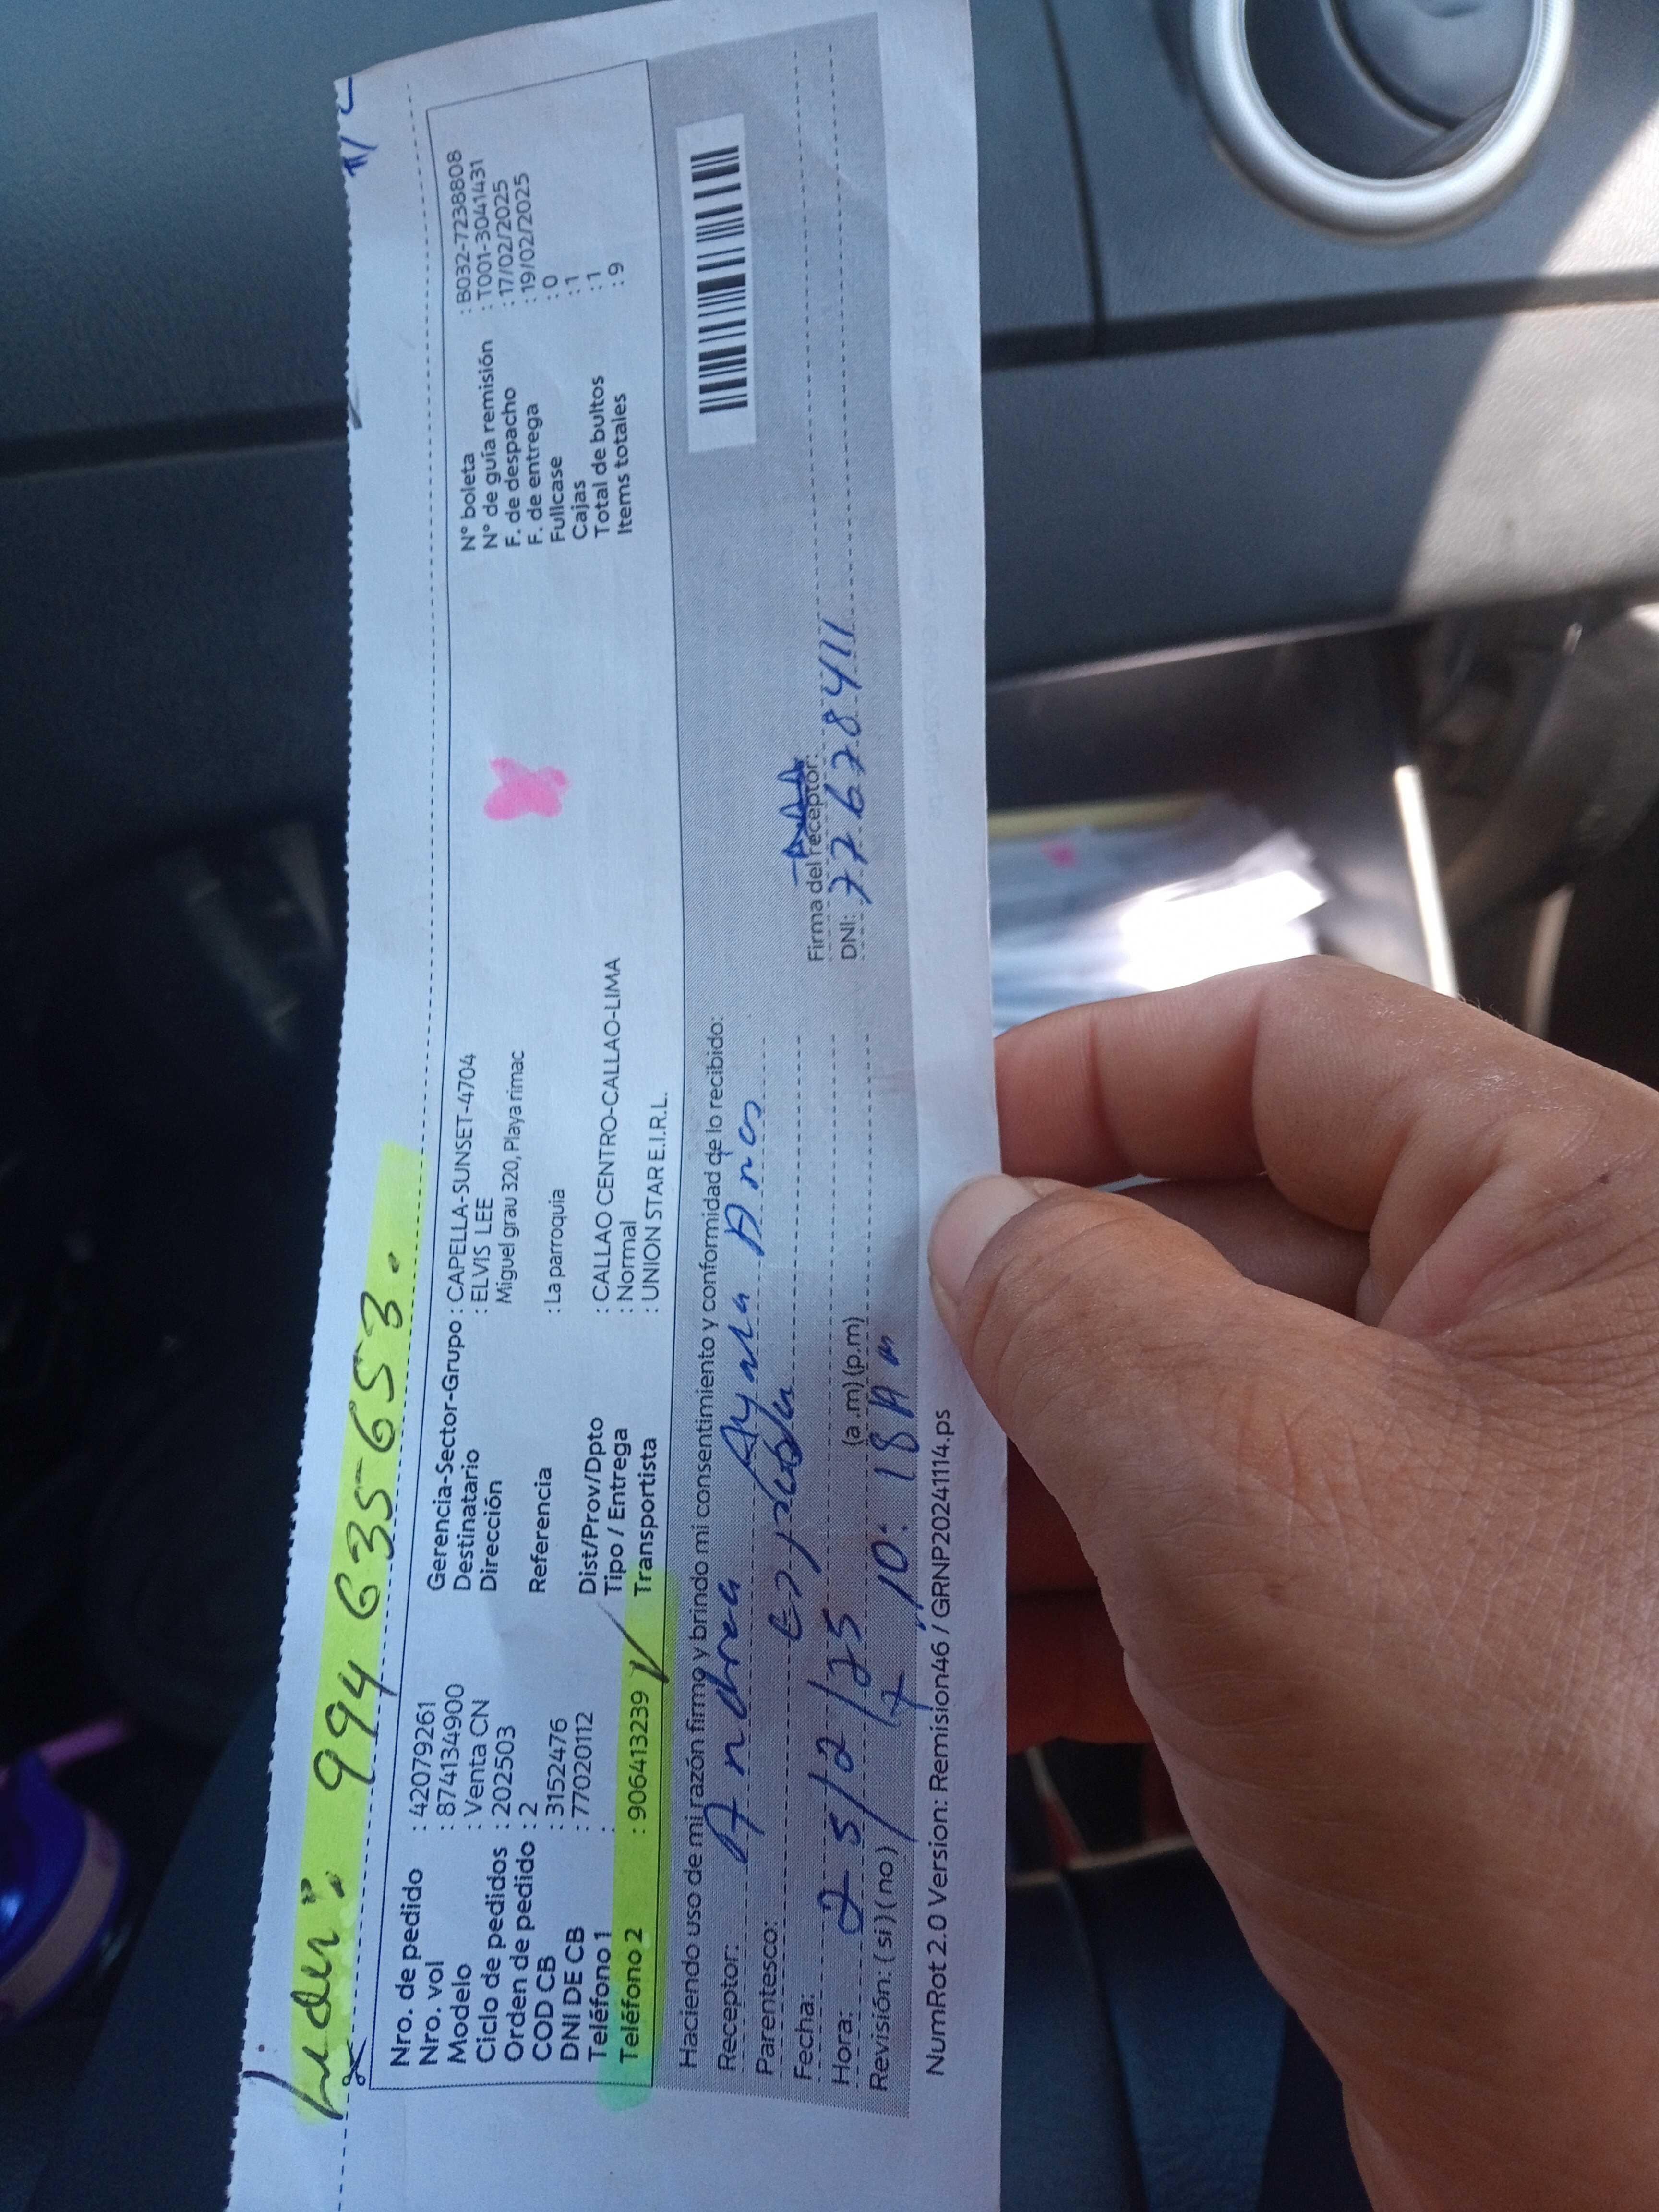 Lider: 994 635 653.
Nro. de pedido : 42079261
Nro. vol : 874134900
Modelo : Venta CN
Ciclo de pedidos : 202503
Orden de pedido : 2
COD CB : 3152476
DNI DE CB : 77020112
Teléfono 1 :
Teléfono 2 : 906413239
Gerencia-Sector-Grupo : CAPELLA-SUNSET-4704
Destinatario : ELVIS LEE
Dirección Miguel grau 320, Playa rimac
Referencia : La parroquia
Dist/Prov/Dpto : CALLAO CENTRO-CALLAO-LIMA
Tipo / Entrega : Normal
Transportista : UNION STAR E.I.R.L.
N° boleta : B032-7238808
N° de guía remisión : T001-3041431
F. de despacho : 17/02/2025
F. de entrega : 19/02/2025
Fullcase : 0
Cajas : 1
Total de bultos : 1
Items totales : 9
Haciendo uso de mi razón firmo y brindo mi consentimiento y conformidad de lo recibido:
Receptor: Andrea Ayala
Parentesco:
Fecha: 25/2/25
Hora: 10:18 A (a.m) (p.m)
Revisión: ( si ) ( no )
Firma del receptor:
DNI: 77628411
NumRot 2.0 Version: Remision46 / GRNP20241114.ps